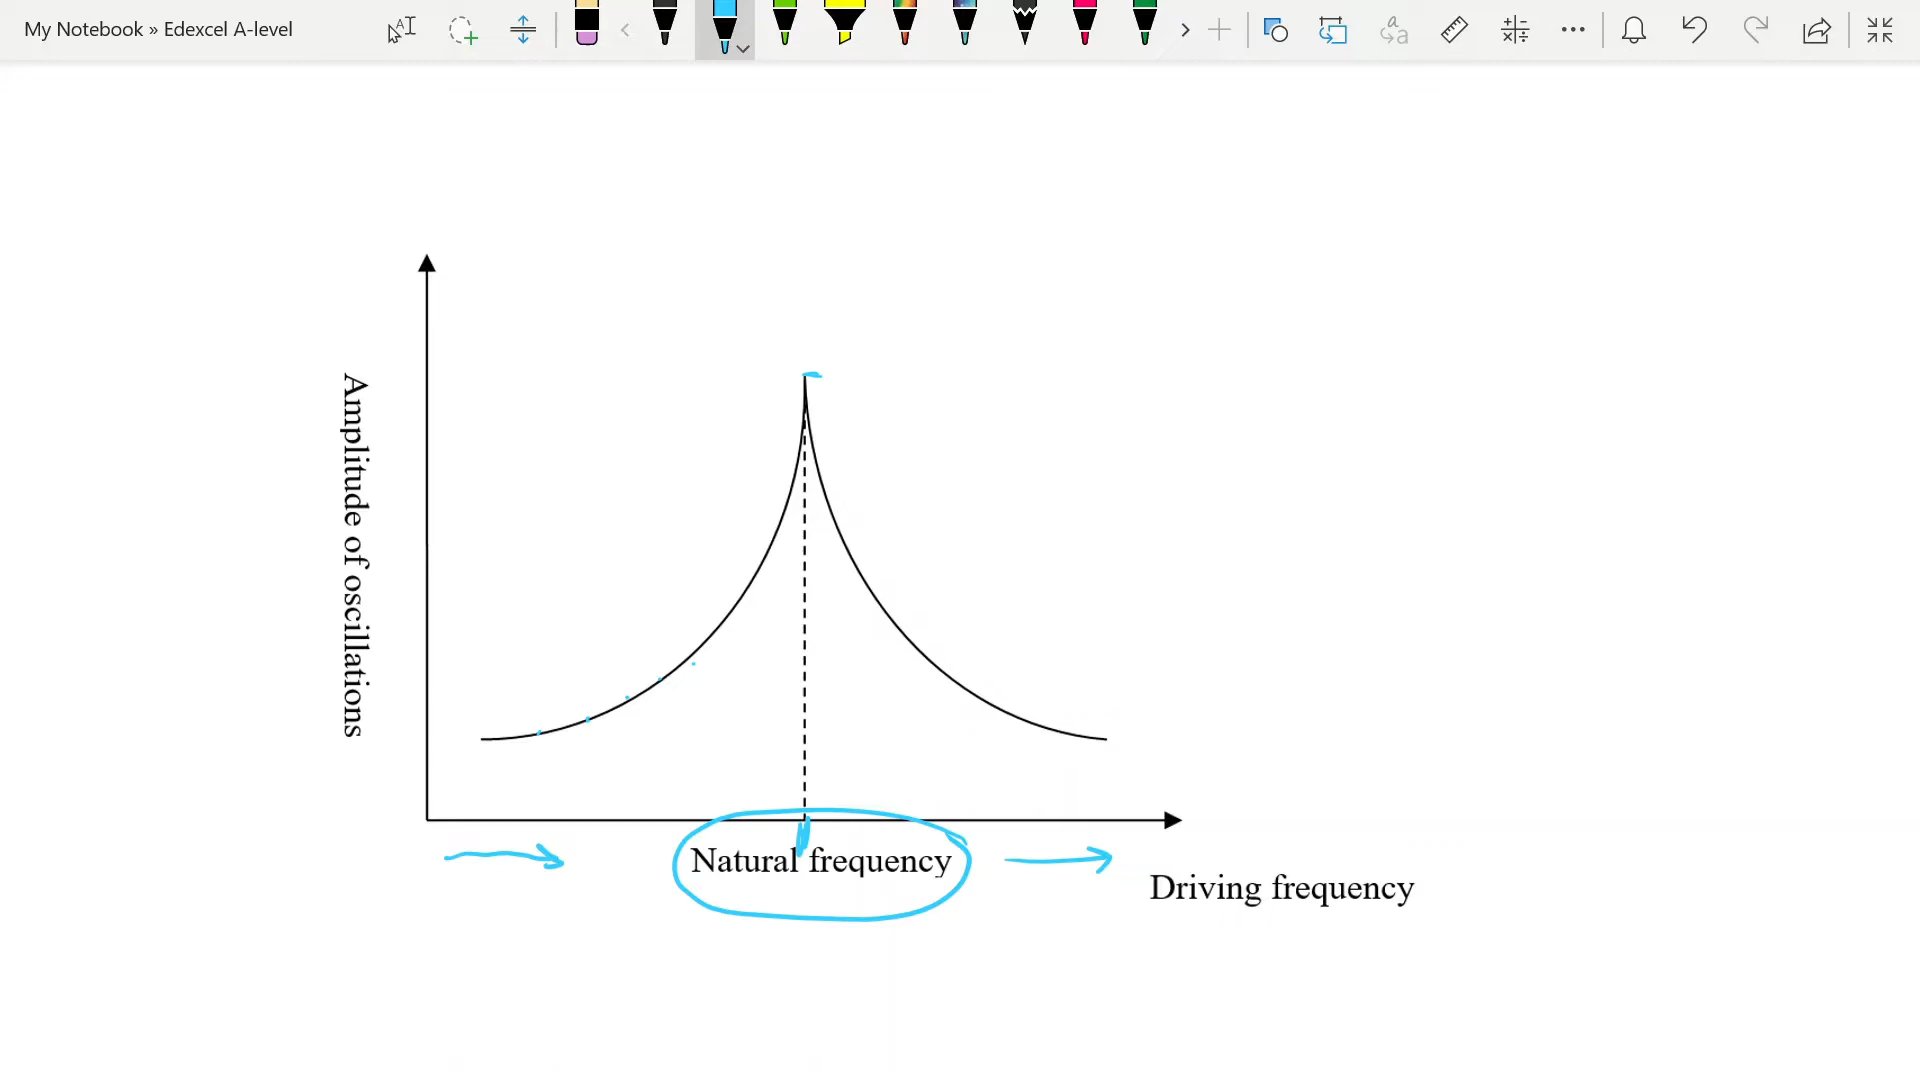 My Notebook » Edexcel A-level
Amplitude of oscillations
Natural frequency
Driving frequency